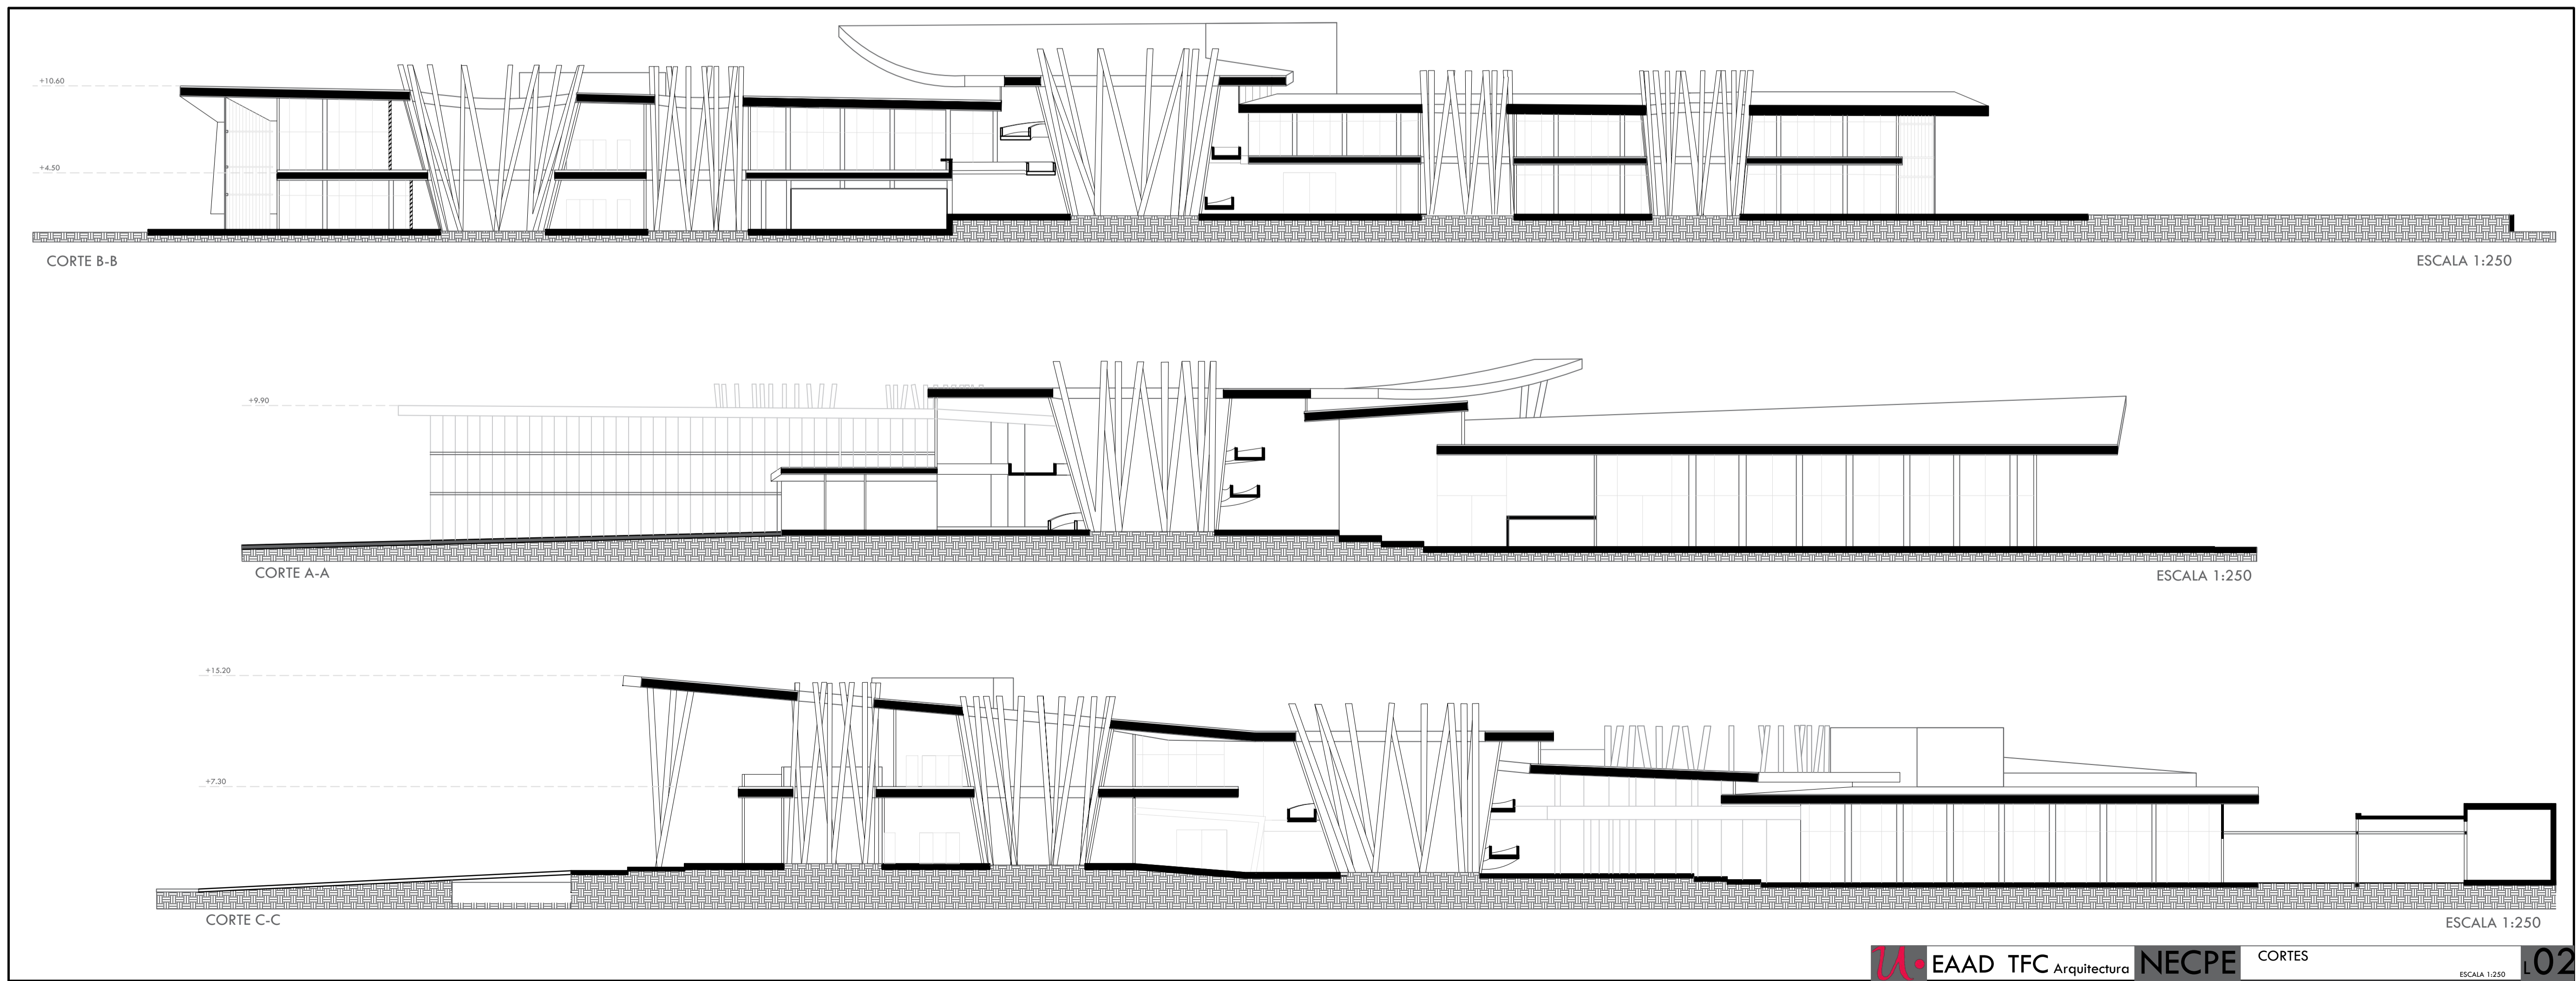 +10.60
+4.50
CORTE B-B
ESCALA 1:250
+9.90
CORTE A-A
ESCALA 1:250
+15.20
+7.30
CORTE C-C
ESCALA 1:250
U. EAAD TFC Arquitectura NECPE CORTES ESCALA 1:250 L02